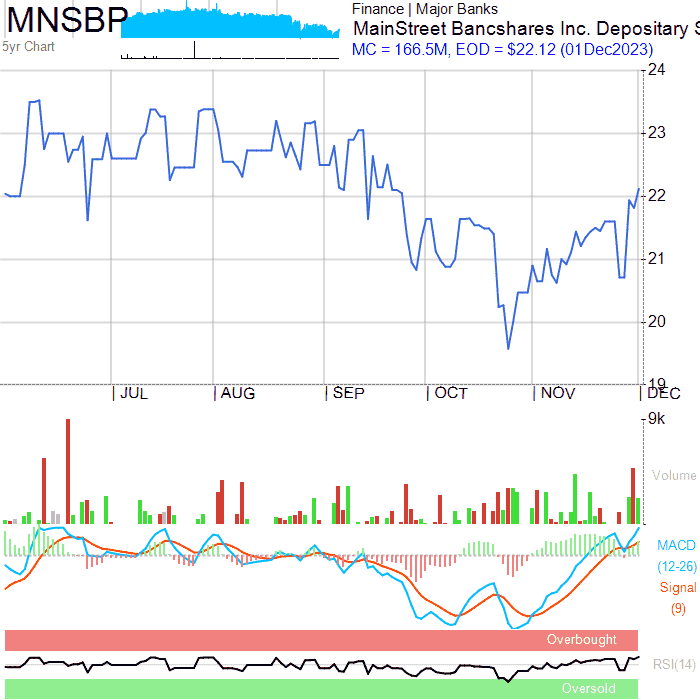 MNSBP
Finance | Major Banks
MainStreet Bancshares Inc. Depositary S
5yr Chart
MC = 166.5M, EOD = $22.12 (01Dec2023)
24
23
22
21
20
19
JUL AUG SEP OCT NOV DEC
9k
Volume
MACD
(12-26)
Signal
(9)
Overbought
RSI(14)
Oversold